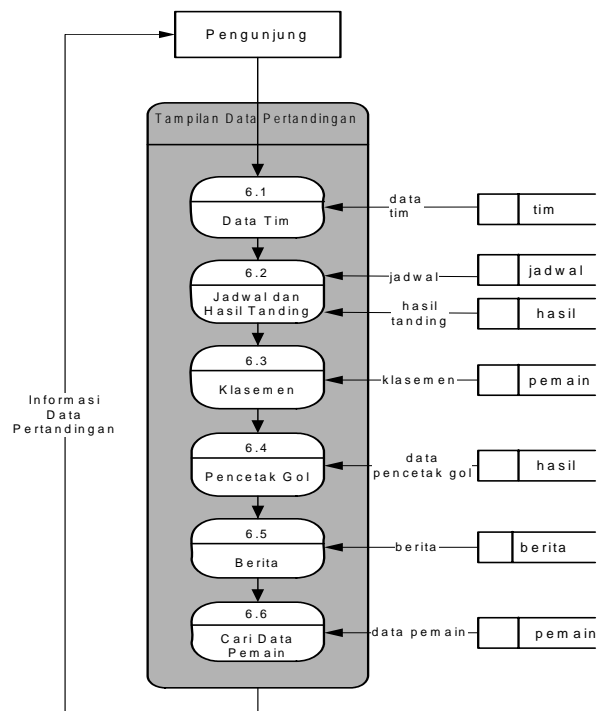 Pengunjung
Tampilan Data Pertandingan
6.1
Data Tim
data
tim
tim
6.2
Jadwal dan
Hasil Tanding
jadwal
jadwal
hasil
tanding
hasil
6.3
Klasemen
klasemen
pemain
Informasi
Data
Pertandingan
6.4
Pencetak Gol
data
pencetak gol
hasil
6.5
Berita
berita
berita
6.6
Cari Data
Pemain
data pemain
pemain